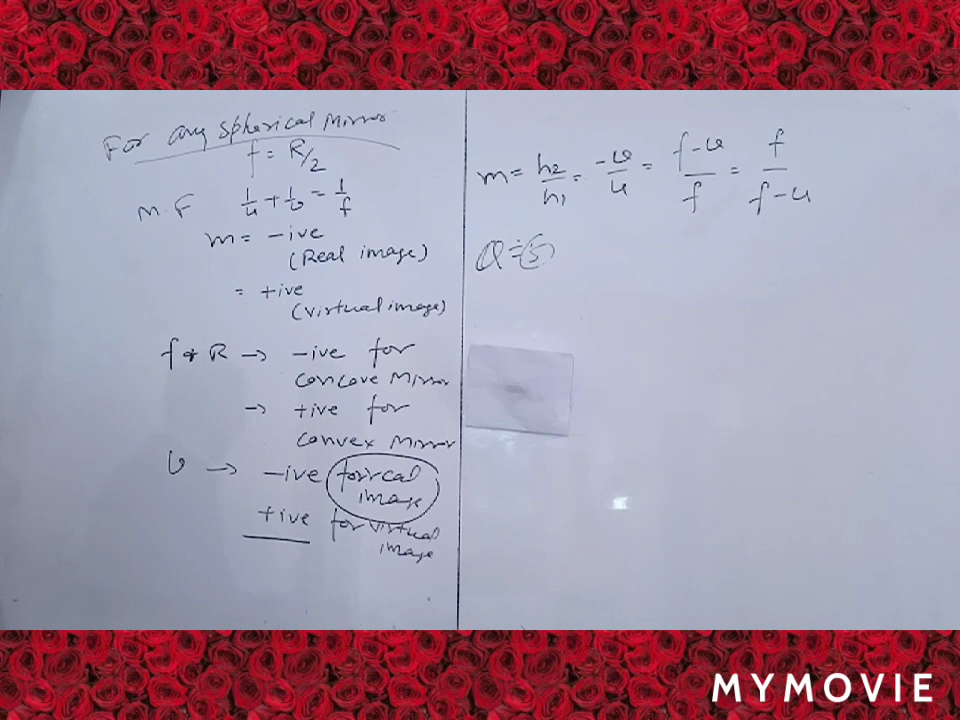 For any spherical Mirror
f = R/2
M.F 1/u + 1/v = 1/f
m = -ive
(Real image)
= +ive
(virtual image)
f & R → -ive for
concave Mirror
→ +ive for
convex Mirror
v → -ive for real
image
+ive for virtual
image
m = h2/h1 = -v/u = f-v/f = f/f-u
Q ÷ (5)
MYMOVIE